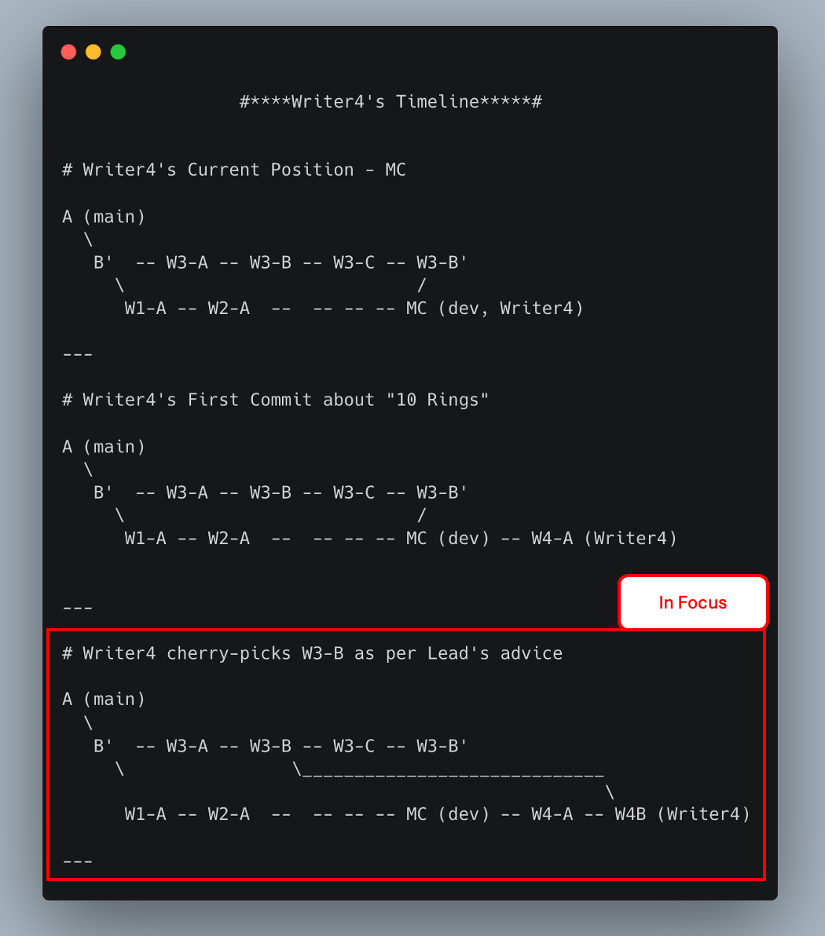 #****Writer4's Timeline*****#
# Writer4's Current Position - MC
A (main)
  \
   B'  -- W3-A -- W3-B -- W3-C -- W3-B'
     \                            /
      W1-A -- W2-A  --  -- -- -- MC (dev, Writer4)
---
# Writer4's First Commit about "10 Rings"
A (main)
  \
   B'  -- W3-A -- W3-B -- W3-C -- W3-B'
     \                            /
      W1-A -- W2-A  --  -- -- -- MC (dev) -- W4-A (Writer4)
---
In Focus
# Writer4 cherry-picks W3-B as per Lead's advice
A (main)
  \
   B'  -- W3-A -- W3-B -- W3-C -- W3-B'
     \                \_____________________________
                                                    \
      W1-A -- W2-A  --  -- -- -- MC (dev) -- W4-A -- W4B (Writer4)
---